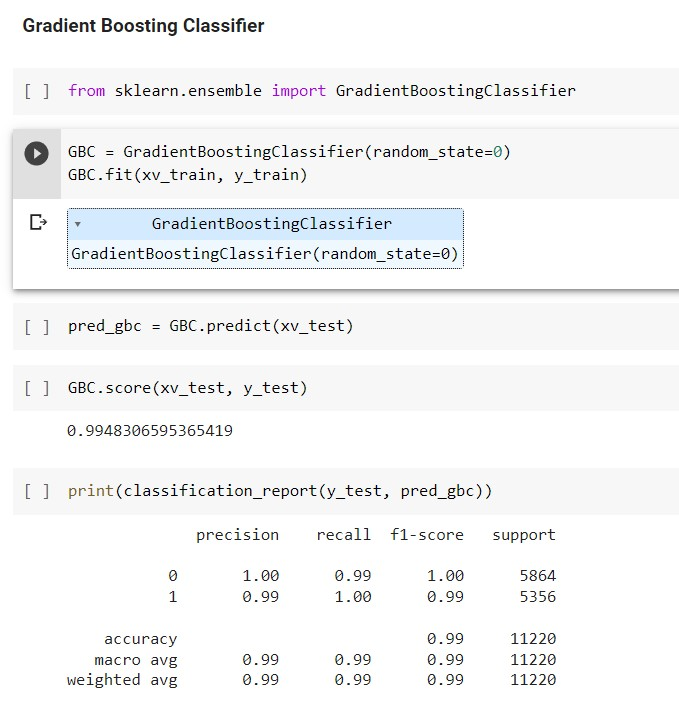 Gradient Boosting Classifier
[ ] from sklearn.ensemble import GradientBoostingClassifier
GBC = GradientBoostingClassifier(random_state=0)
GBC.fit(xv_train, y_train)
GradientBoostingClassifier
GradientBoostingClassifier(random_state=0)
[ ] pred_gbc = GBC.predict(xv_test)
[ ] GBC.score(xv_test, y_test)
0.9948306595365419
[ ] print(classification_report(y_test, pred_gbc))
precision recall f1-score support
0 1.00 0.99 1.00 5864
1 0.99 1.00 0.99 5356
accuracy 0.99 11220
macro avg 0.99 0.99 0.99 11220
weighted avg 0.99 0.99 0.99 11220